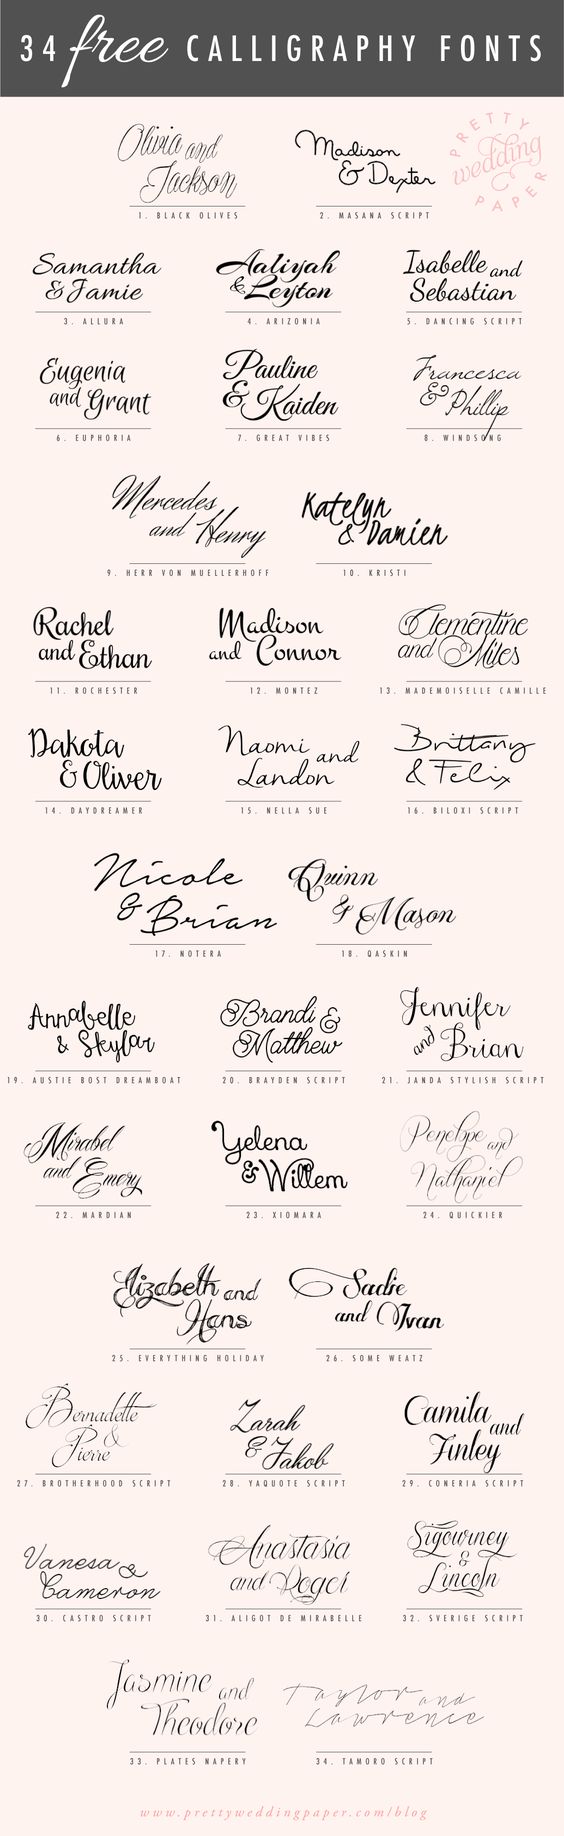 34 free CALLIGRAPHY FONTS
PRETTY
wedding
PAPER
Olivia and
Jackson
1. BLACK OLIVES
Madison
& Dexter
2. MASANA SCRIPT
Samantha
& Jamie
3. ALLURA
Aaliyah
& Leyton
4. ARIZONIA
Isabelle and
Sebastian
5. DANCING SCRIPT
Eugenia
and Grant
6. EUPHORIA
Pauline
& Kaiden
7. GREAT VIBES
Francesca
& Phillip
8. WINDSONG
Mercedes
and Henry
9. HERR VON MUELLERHOFF
Katelyn
& Damien
10. KRISTI
Rachel
and Ethan
11. ROCHESTER
Madison
and Connor
12. MONTEZ
Clementine
and Miles
13. MADEMOISELLE CAMILLE
Dakota
& Oliver
14. DAYDREAMER
Naomi and
Landon
15. NELLA SUE
Brittany
& Felix
16. BILOXI SCRIPT
Nicole
& Brian
17. NOTERA
Quinn
& Mason
18. QASKIN
Annabelle
& Skylar
19. AUSTIE BOST DREAMBOAT
Brandi &
Matthew
20. BRAYDEN SCRIPT
Jennifer
and Brian
21. JANDA STYLISH SCRIPT
Mirabel
and Emery
22. MARDIAN
Yelena
& Willem
23. XIOMARA
Penelope and
Nathaniel
24. QUICKIER
Elizabeth and
Hans
25. EVERYTHING HOLIDAY
Sadie
and Ivan
26. SOME WEATZ
Bernadette
&
Pierre
27. BROTHERHOOD SCRIPT
Zarah
& Jakob
28. YAQUOTE SCRIPT
Camila and
Finley
29. CONERIA SCRIPT
Vanesa &
Cameron
30. CASTRO SCRIPT
Anastasia
and Roger
31. ALIGOT DE MIRABELLE
Sigourney
&
Lincoln
32. SVERIGE SCRIPT
Jasmine and
Theodore
33. PLATES NAPERY
Taylor and
Lawrence
34. TAMORO SCRIPT
www.prettyweddingpaper.com/blog